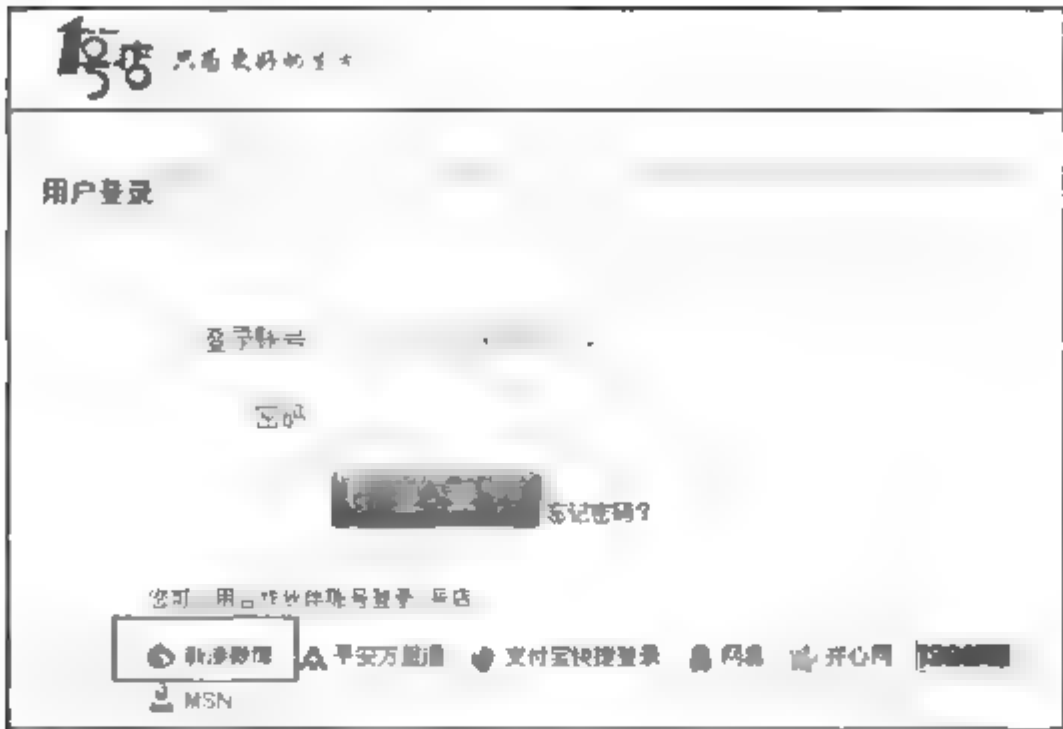 1号店 只为更好的生活
用户登录
登录账号
密码
忘记密码?
您可 用合作伙伴账号登录 号店
新浪微博 平安万里通 支付宝快捷登录 网易 开心网
MSN